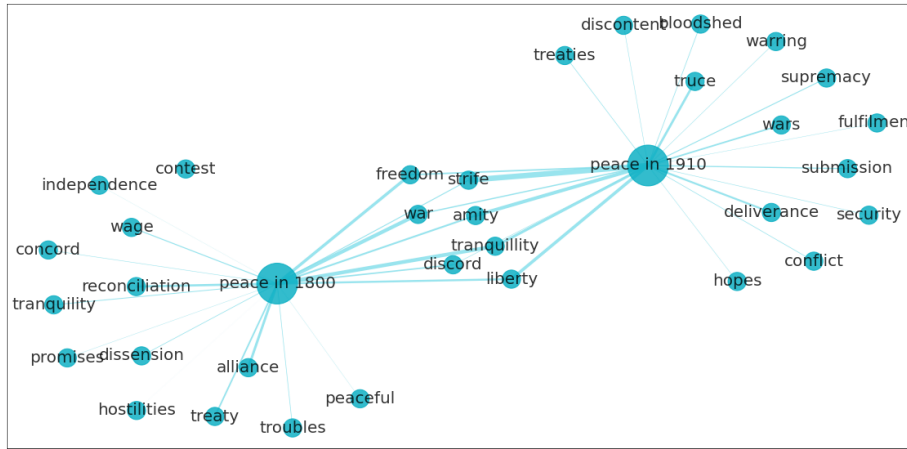 discontent
bloodshed
warring
treaties
truce
supremacy
wars
fulfilmen
peace in 1910
submission
contest
freedom
strife
independence
war
amity
deliverance
security
wage
tranquillity
concord
discord
conflict
peace in 1800
liberty
hopes
reconciliation
tranquility
promises
dissension
alliance
peaceful
hostilities
treaty
troubles